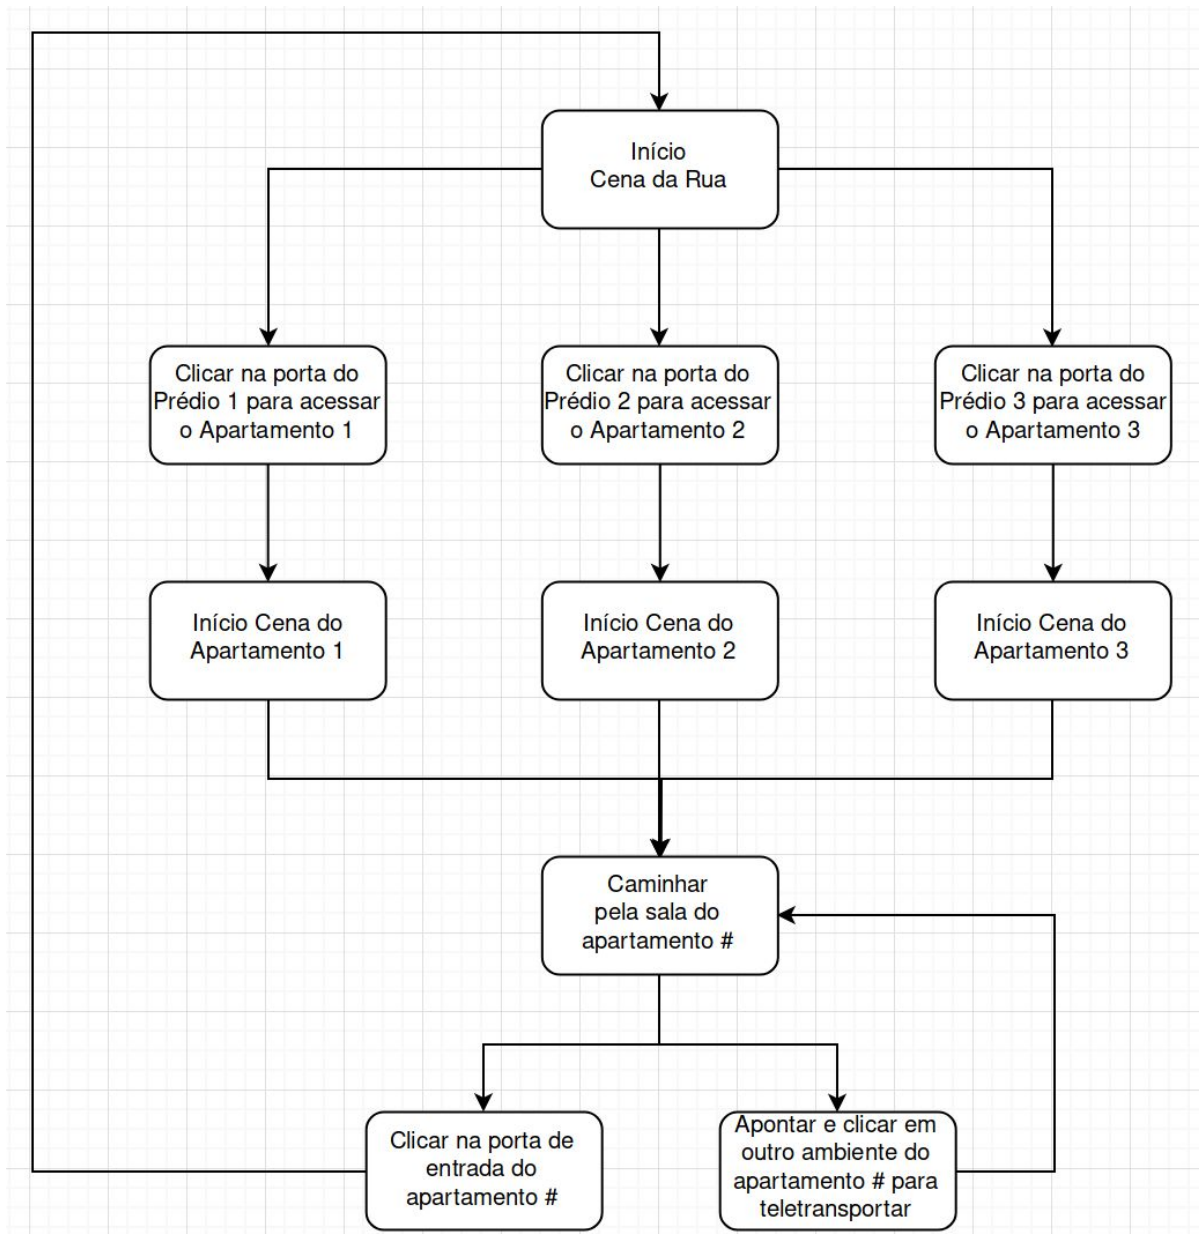 Início
Cena da Rua
Clicar na porta do
Prédio 1 para acessar
o Apartamento 1
Clicar na porta do
Prédio 2 para acessar
o Apartamento 2
Clicar na porta do
Prédio 3 para acessar
o Apartamento 3
Início Cena do
Apartamento 1
Início Cena do
Apartamento 2
Início Cena do
Apartamento 3
Caminhar
pela sala do
apartamento #
Clicar na porta de
entrada do
apartamento #
Apontar e clicar em
outro ambiente do
apartamento # para
teletransportar